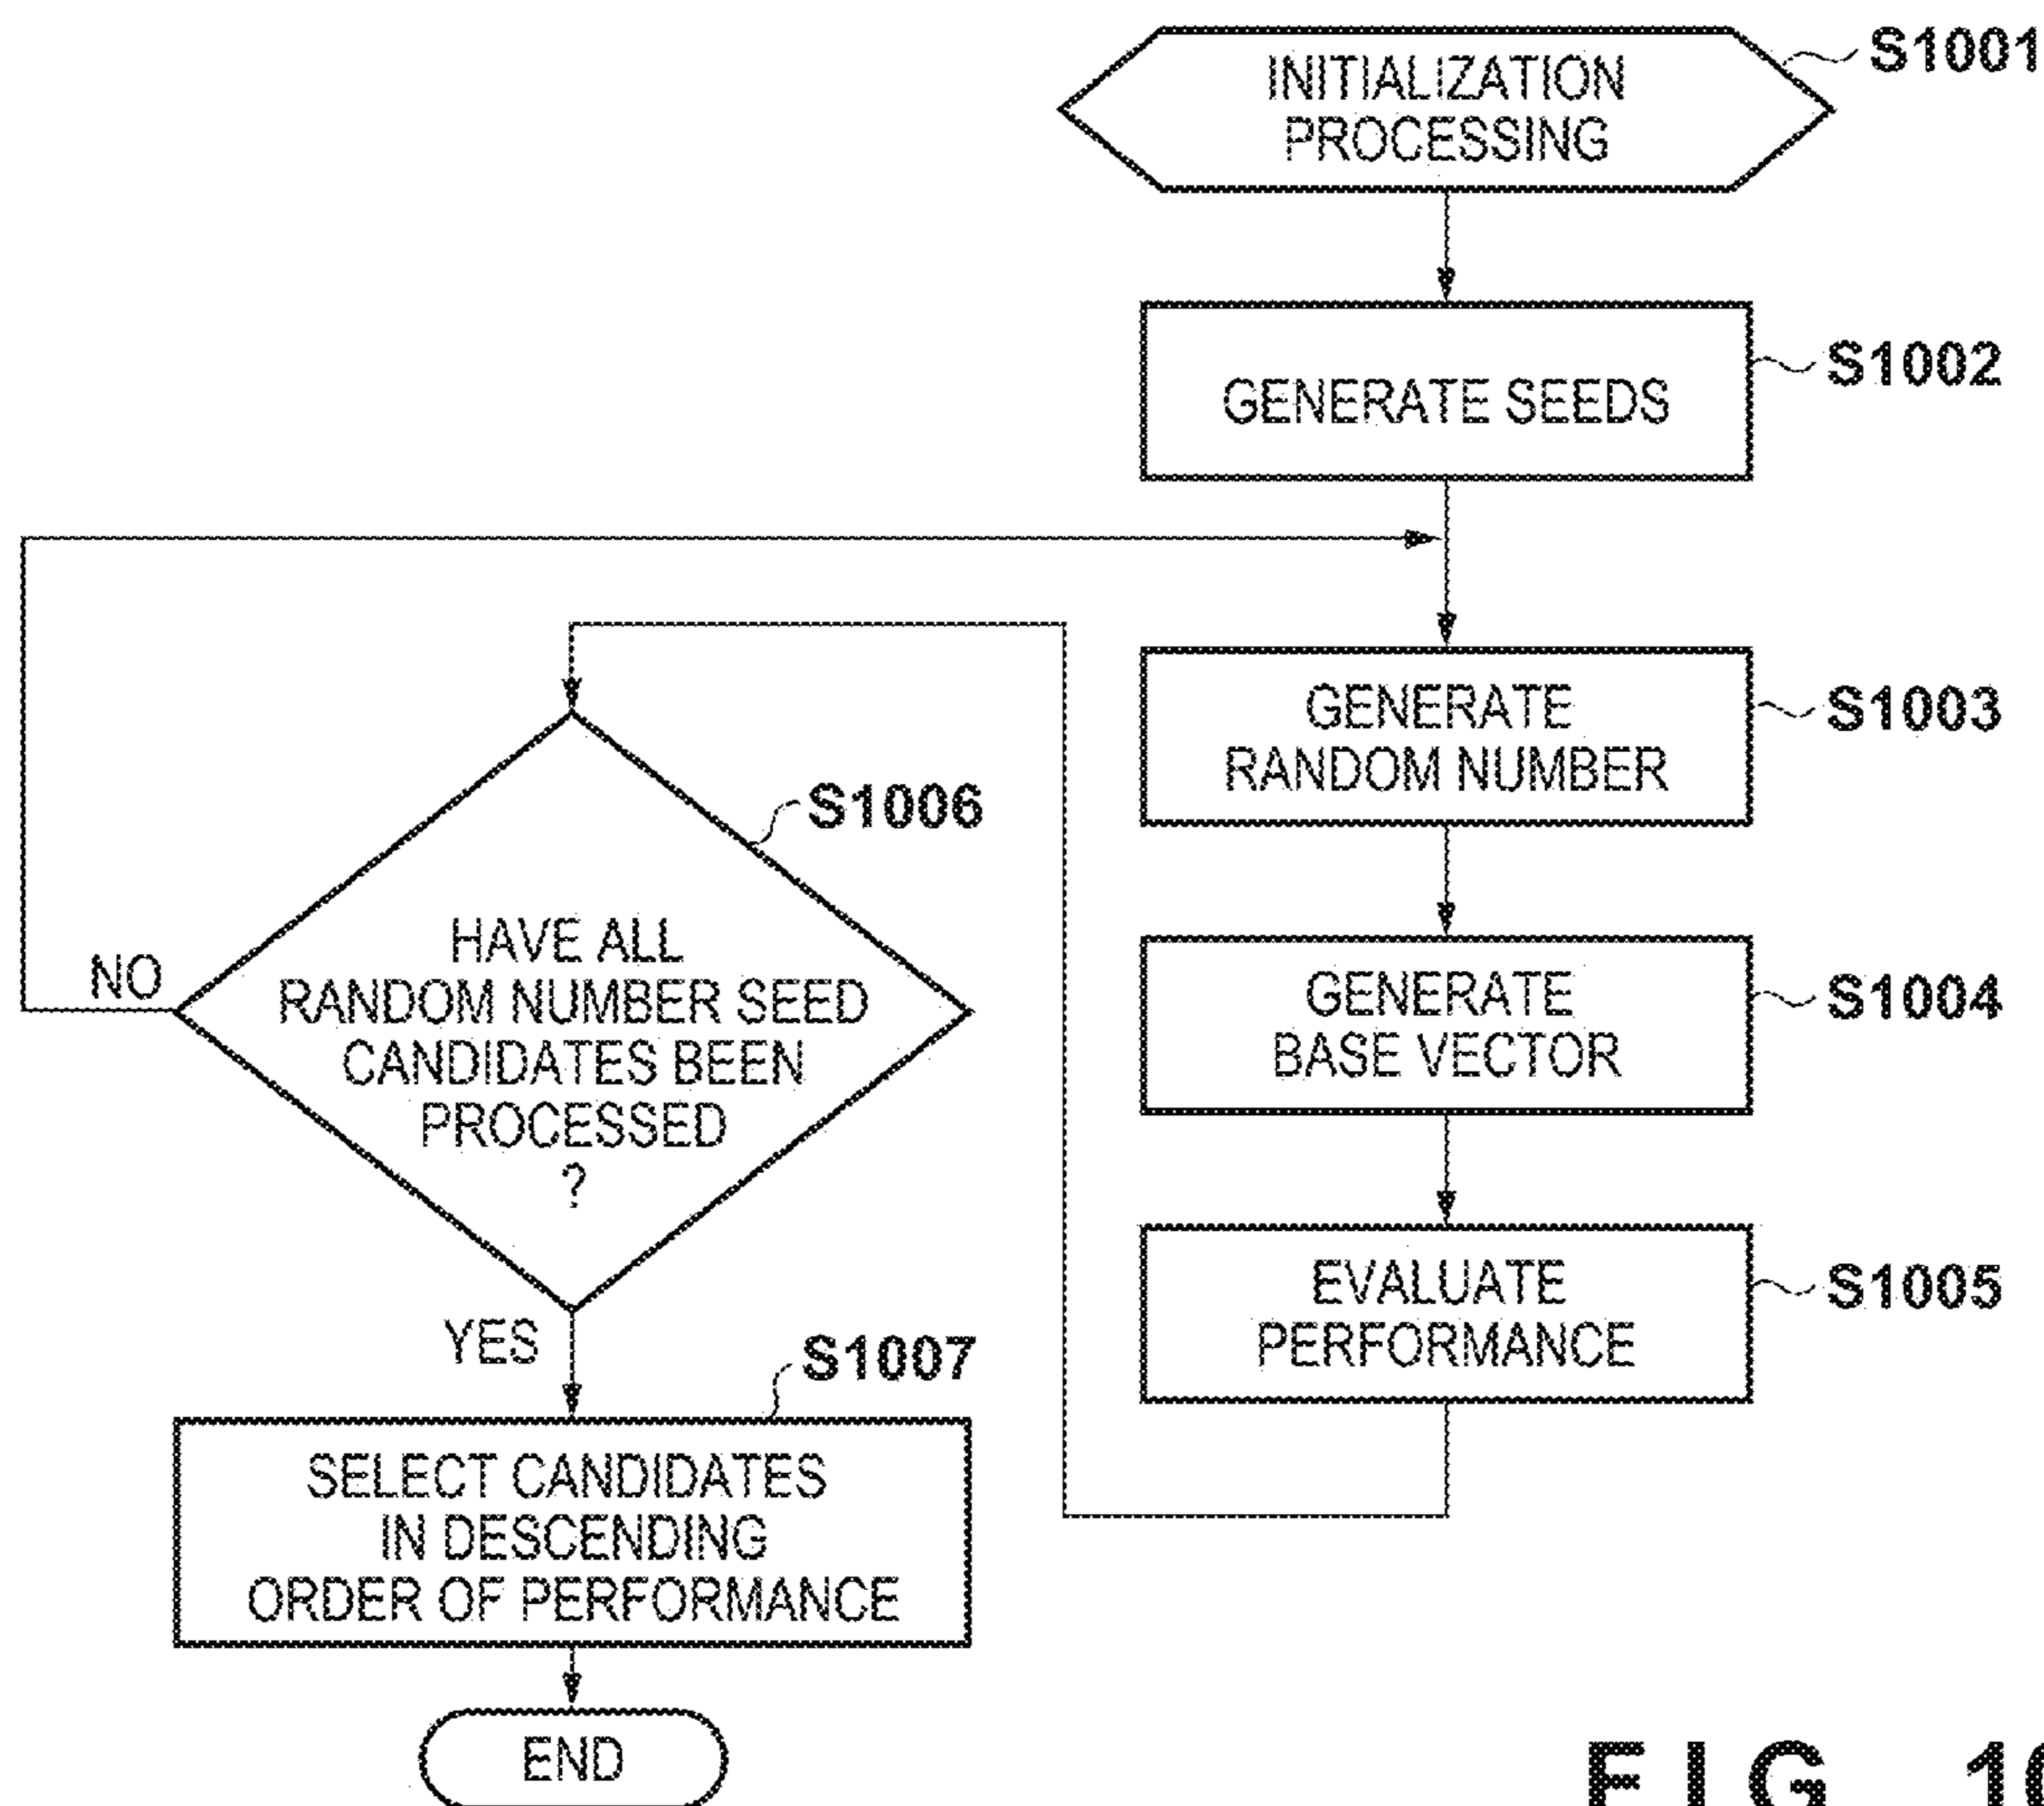 INITIALIZATION
PROCESSING
S1001
GENERATE SEEDS
S1002
GENERATE
RANDOM NUMBER
S1003
GENERATE
BASE VECTOR
S1004
EVALUATE
PERFORMANCE
S1005
S1006
HAVE ALL
RANDOM NUMBER SEED
CANDIDATES BEEN
PROCESSED
?
NO
YES
S1007
SELECT CANDIDATES
IN DESCENDING
ORDER OF PERFORMANCE
END
FIG. 10